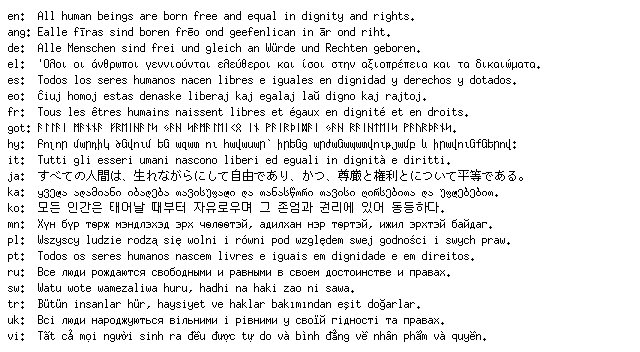 en: All human beings are born free and equal in dignity and rights.
ang: Ealle fīras sind boren frēo ond geefenlican in ār ond riht.
de: Alle Menschen sind frei und gleich an Würde und Rechten geboren.
el: 'Ολοι οι άνθρωποι γεννιούνται ελεύθεροι και ίσοι στην αξιοπρέπεια και τα δικαιώματα.
es: Todos los seres humanos nacen libres e iguales en dignidad y derechos y dotados.
eo: Ĉiuj homoj estas denaske liberaj kaj egalaj laŭ digno kaj rajtoj.
fr: Tous les êtres humains naissent libres et égaux en dignité et en droits.
got:
hy: Բոլոր մարդիկ ծնվում են ազատ ու հավասար՝ իրենց արժանապատվությամբ և իրավունքներով:
it: Tutti gli esseri umani nascono liberi ed eguali in dignità e diritti.
ja: すべての人間は、生れながらにして自由であり、かつ、尊厳と権利とについて平等である。
ka: ყველა ადამიანი იბადება თავისუფალი და თანასწორი თავისი ღირსებითა და უფლებებით.
ko: 모든 인간은 태어날 때부터 자유로우며 그 존엄과 권리에 있어 동등하다.
mn: Хүн бүр төрж мэндлэхэд эрх чөлөөтэй, адилхан нэр төртэй, ижил эрхтэй байдаг.
pl: Wszyscy ludzie rodzą się wolni i równi pod względem swej godności i swych praw.
pt: Todos os seres humanos nascem livres e iguais em dignidade e em direitos.
ru: Все люди рождаются свободными и равными в своем достоинстве и правах.
sw: Watu wote wamezaliwa huru, hadhi na haki zao ni sawa.
tr: Bütün insanlar hür, haysiyet ve haklar bakımından eşit doğarlar.
uk: Всі люди народжуються вільними і рівними у своїй гідності та правах.
vi: Tất cả mọi người sinh ra đều được tự do và bình đẳng về nhân phẩm và quyền.